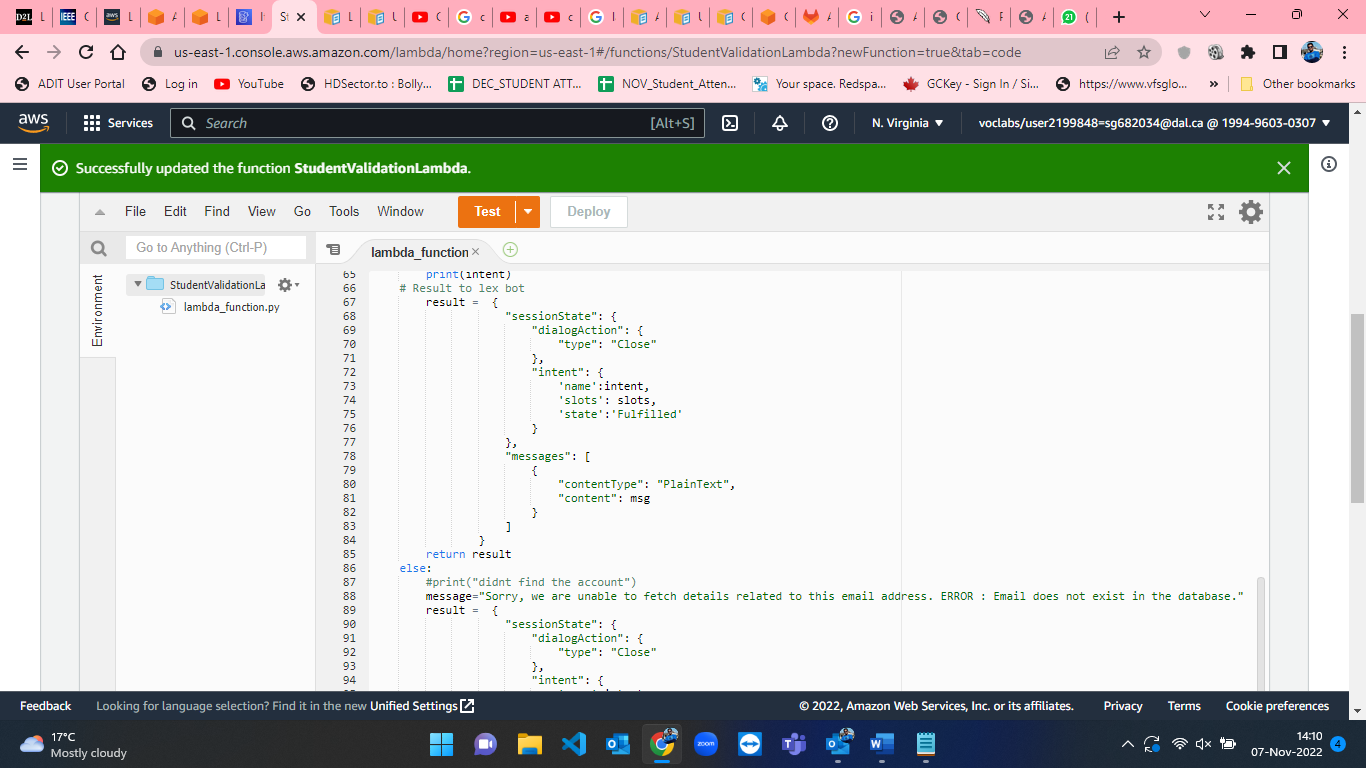 D2L
L
IEEE
C
aws
L
A
L
I
St
L
U
C
c
a
c
I
A
U
C
C
A
i
A
C
F
A
us-east-1.console.aws.amazon.com/lambda/home?region=us-east-1#/functions/StudentValidationLambda?newFunction=true&tab=code
ADIT User Portal
Log in
YouTube
HDSector.to : Bolly...
DEC_STUDENT ATT...
NOV_Student_Atten...
Your space. Redspa...
GCKey - Sign In / Si...
https://www.vfsglo...
»
Other bookmarks
aws
Services
Search
[Alt+S]
N. Virginia
voclabs/user2199848=sg682034@dal.ca @ 1994-9603-0307
Successfully updated the function StudentValidationLambda.
File
Edit
Find
View
Go
Tools
Window
Test
Deploy
Go to Anything (Ctrl-P)
lambda_function
Environment
StudentValidationLa
lambda_function.py
65 print(intent)
66 # Result to lex bot
67 result = {
68 "sessionState": {
69 "dialogAction": {
70 "type": "Close"
71 },
72 "intent": {
73 'name':intent,
74 'slots': slots,
75 'state':'Fulfilled'
76 }
77 },
78 "messages": [
79 {
80 "contentType": "PlainText",
81 "content": msg
82 }
83 ]
84 }
85 return result
86 else:
87 #print("didnt find the account")
88 message="Sorry, we are unable to fetch details related to this email address. ERROR : Email does not exist in the database."
89 result = {
90 "sessionState": {
91 "dialogAction": {
92 "type": "Close"
93 },
94 "intent": {
Feedback
Looking for language selection? Find it in the new Unified Settings
© 2022, Amazon Web Services, Inc. or its affiliates.
Privacy
Terms
Cookie preferences
17°C
Mostly cloudy
zoom
14:10
07-Nov-2022
4